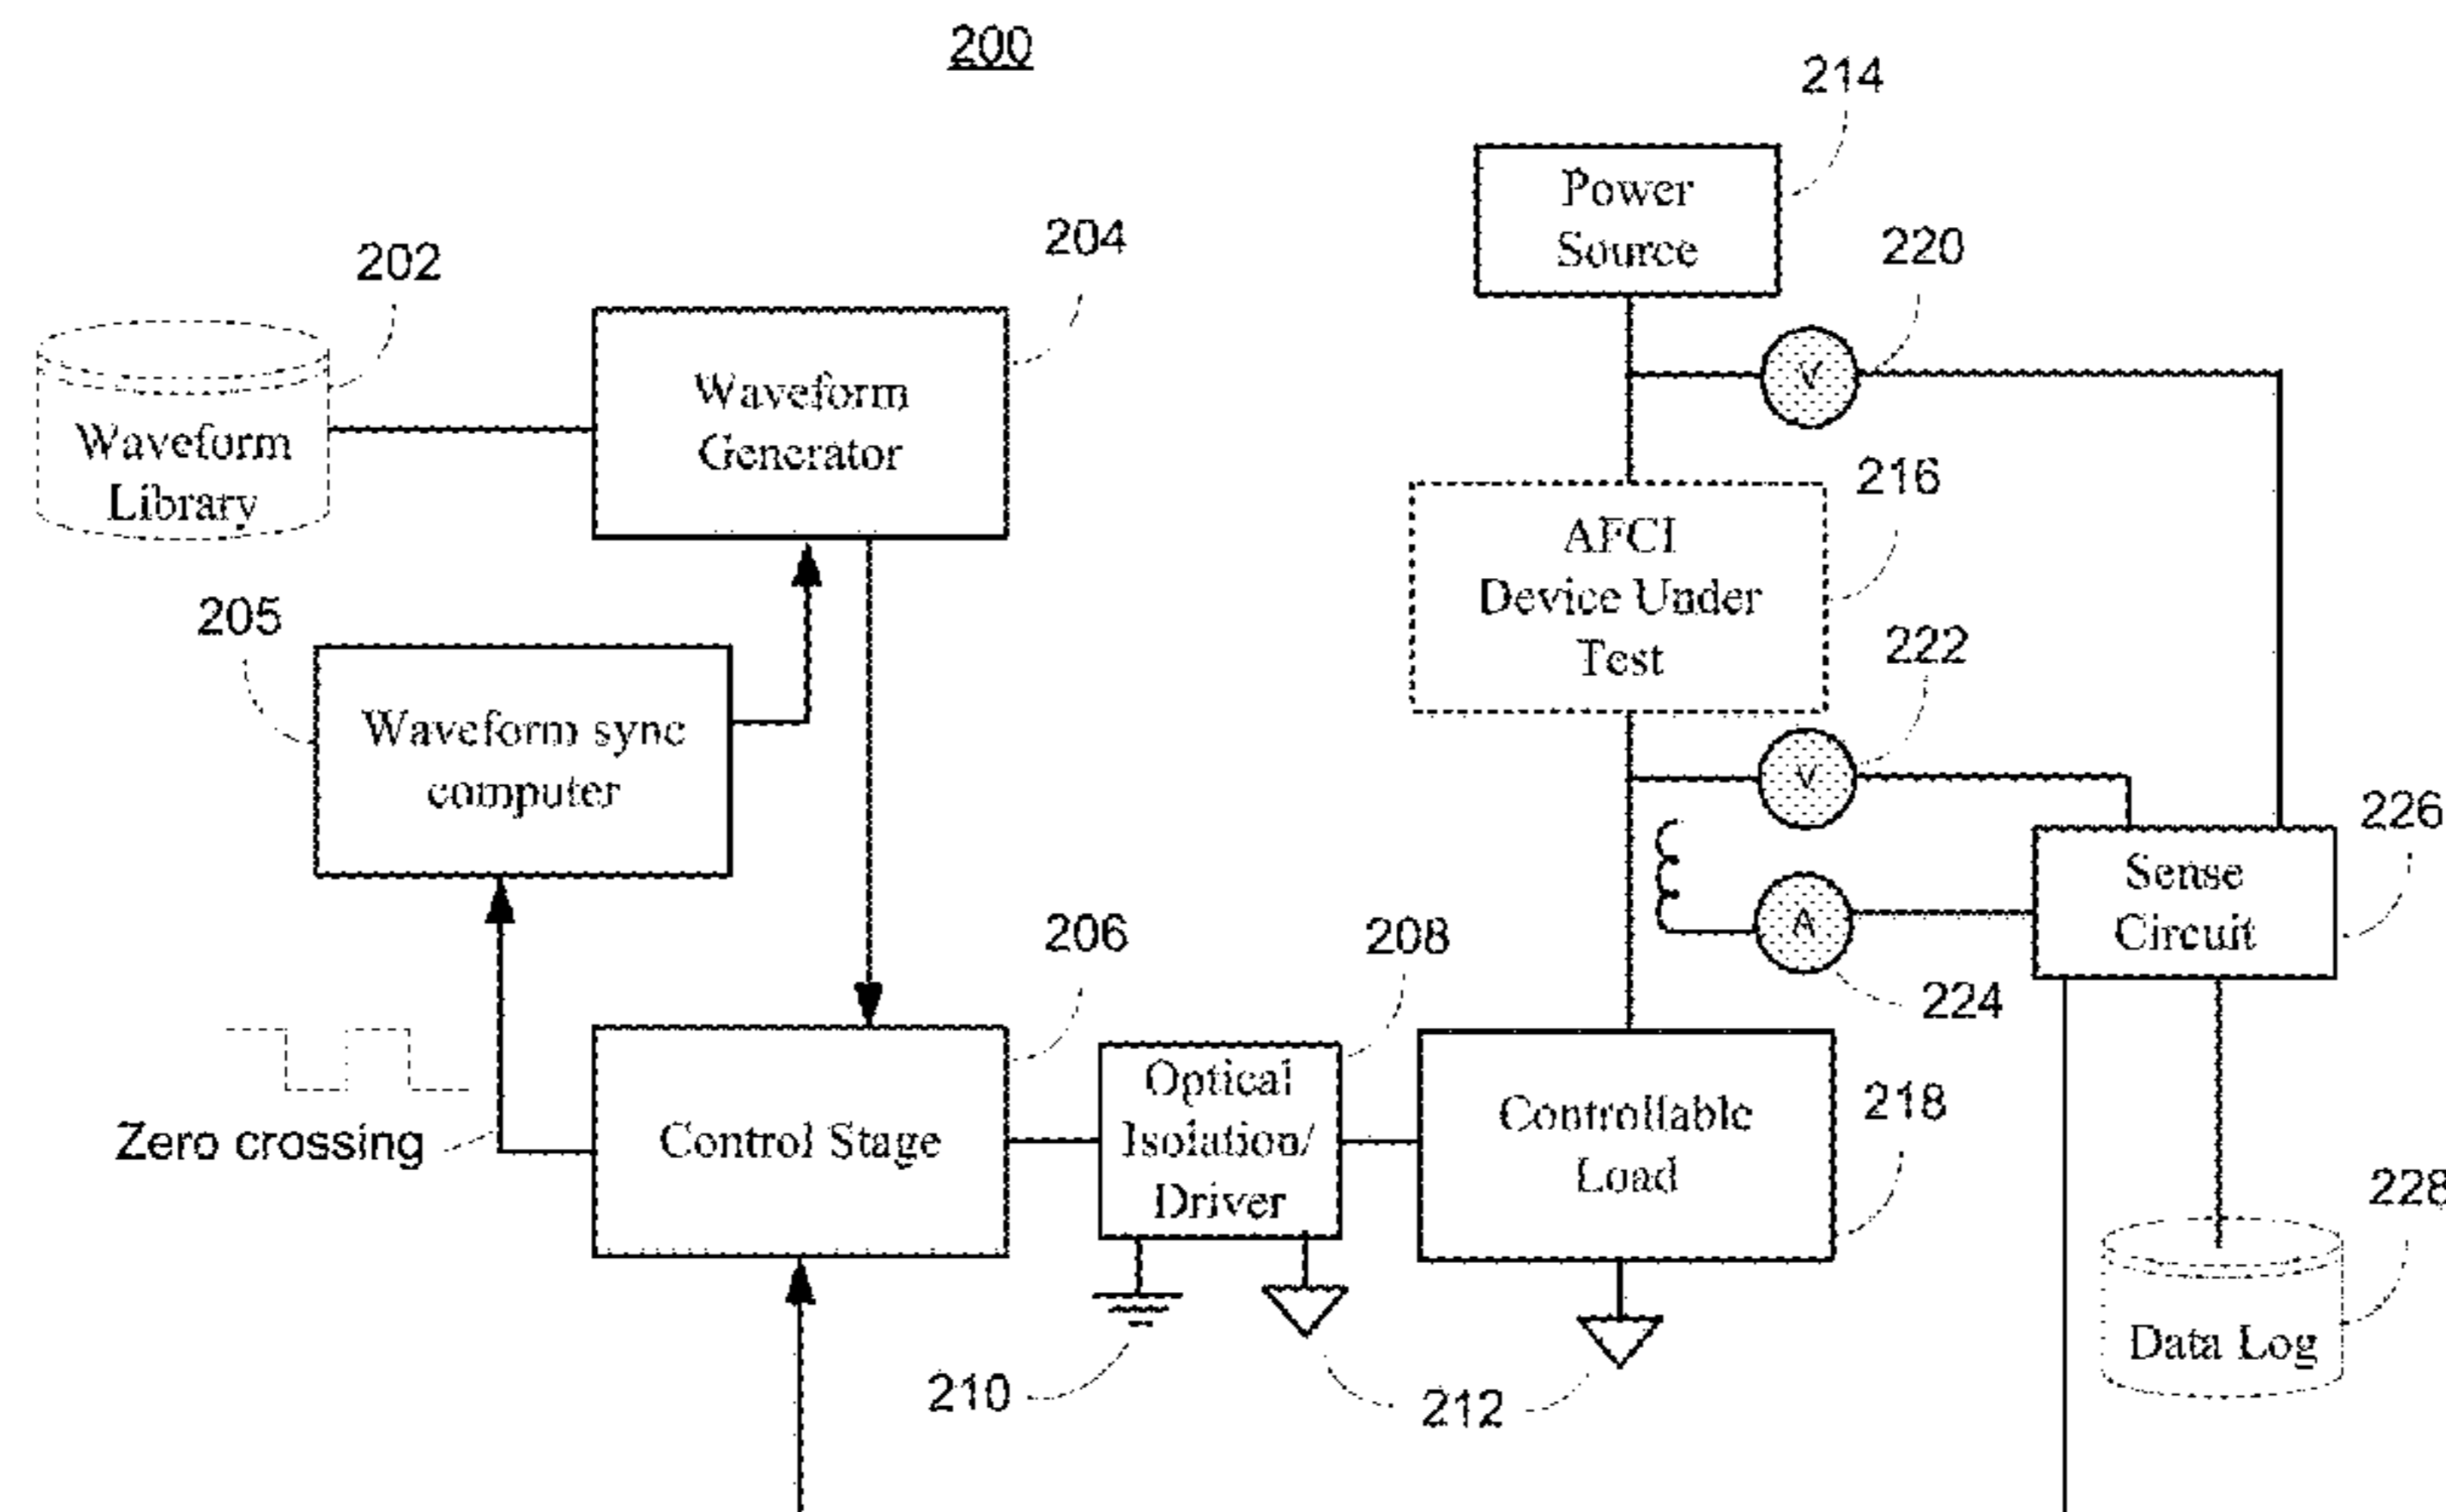 200
214
Power
Source
220
202
204
Waveform
Library
Waveform
Generator
V
216
AFCI
Device Under
Test
205
Waveform sync
computer
222
V
226
Sense
Circuit
A
224
206
208
Zero crossing
Control Stage
Optical
Isolation/
Driver
Controllable
Load
218
228
Data Log
210
212